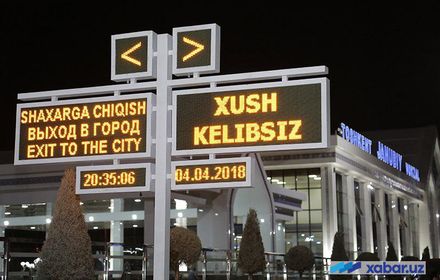 < >
SHAXARGA CHIQISH
ВЫХОД В ГОРОД
EXIT TO THE CITY
XUSH
KELIBSIZ
20:35:06
04.04.2018
TOSHKENT JANUBIY VOKZAL
xabar.uz